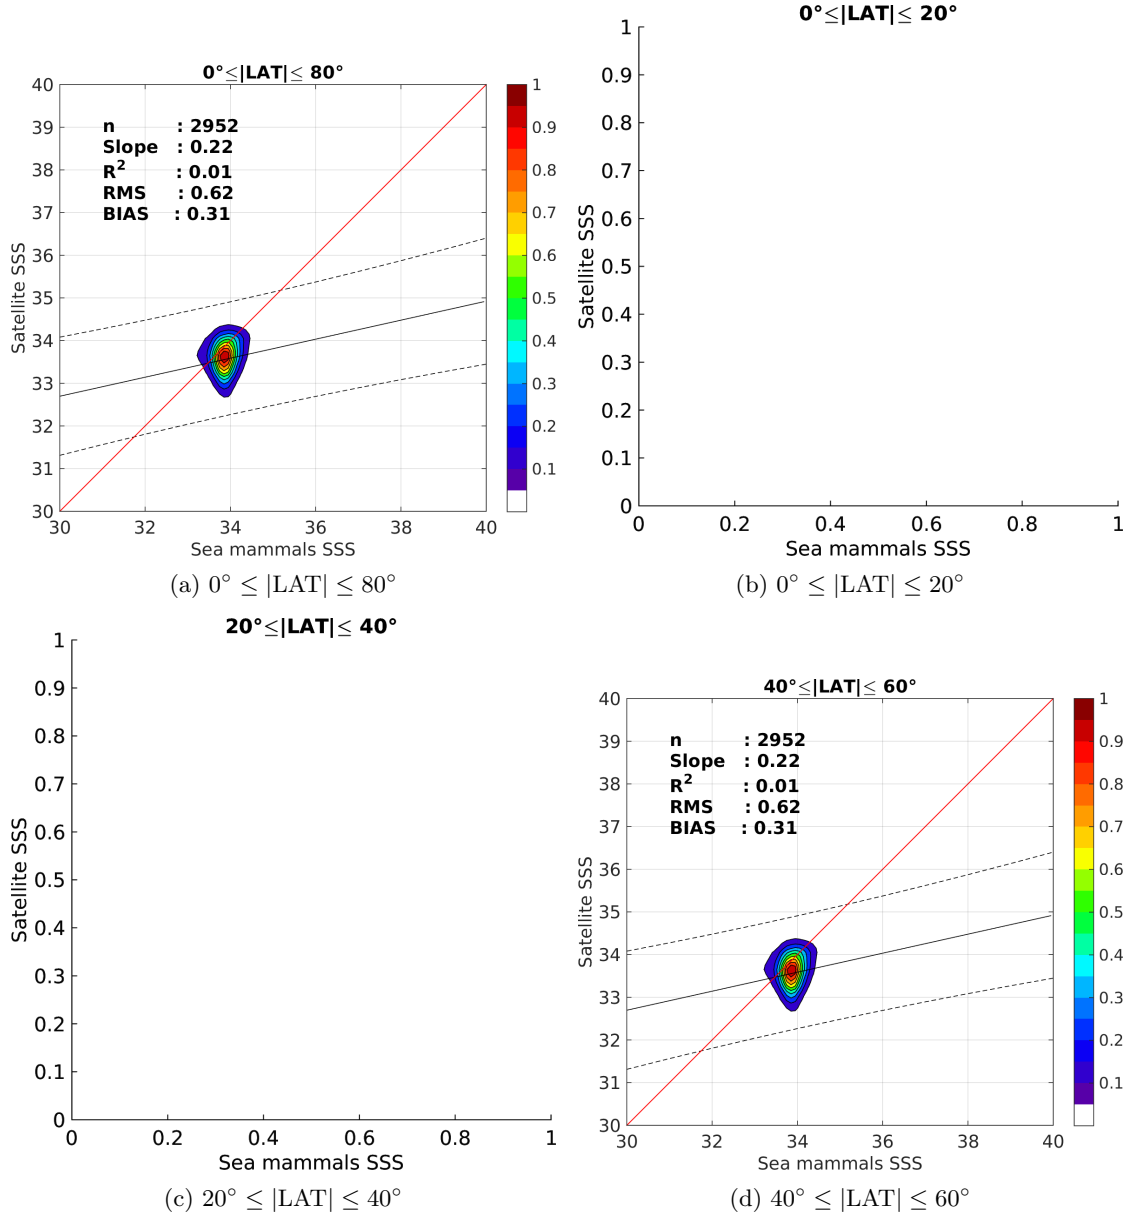 0°≤|LAT|≤ 80°
40
39
38
37
36
35
34
33
32
31
30
n : 2952
Slope : 0.22
R² : 0.01
RMS : 0.62
BIAS : 0.31
Satellite SSS
30 32 34 36 38 40
Sea mammals SSS
1
0.9
0.8
0.7
0.6
0.5
0.4
0.3
0.2
0.1
(a) 0° ≤ |LAT| ≤ 80°
0°≤|LAT|≤ 20°
1
0.9
0.8
0.7
0.6
0.5
0.4
0.3
0.2
0.1
0
Satellite SSS
0 0.2 0.4 0.6 0.8 1
Sea mammals SSS
(b) 0° ≤ |LAT| ≤ 20°
20°≤|LAT|≤ 40°
1
0.9
0.8
0.7
0.6
0.5
0.4
0.3
0.2
0.1
0
Satellite SSS
0 0.2 0.4 0.6 0.8 1
Sea mammals SSS
(c) 20° ≤ |LAT| ≤ 40°
40°≤|LAT|≤ 60°
40
39
38
37
36
35
34
33
32
31
30
n : 2952
Slope : 0.22
R² : 0.01
RMS : 0.62
BIAS : 0.31
Satellite SSS
30 32 34 36 38 40
Sea mammals SSS
1
0.9
0.8
0.7
0.6
0.5
0.4
0.3
0.2
0.1
(d) 40° ≤ |LAT| ≤ 60°